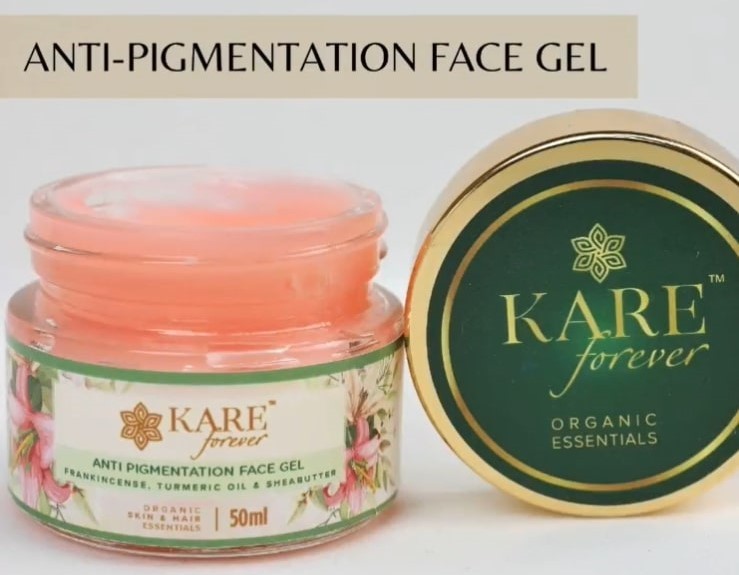 ANTI-PIGMENTATION FACE GEL
KARE™
forever
ORGANIC
ESSENTIALS
KARE™
forever
ANTI PIGMENTATION FACE GEL
FRANKINCENSE, TURMERIC OIL & SHEABUTTER
ORGANIC
SKIN & HAIR
ESSENTIALS
50ml